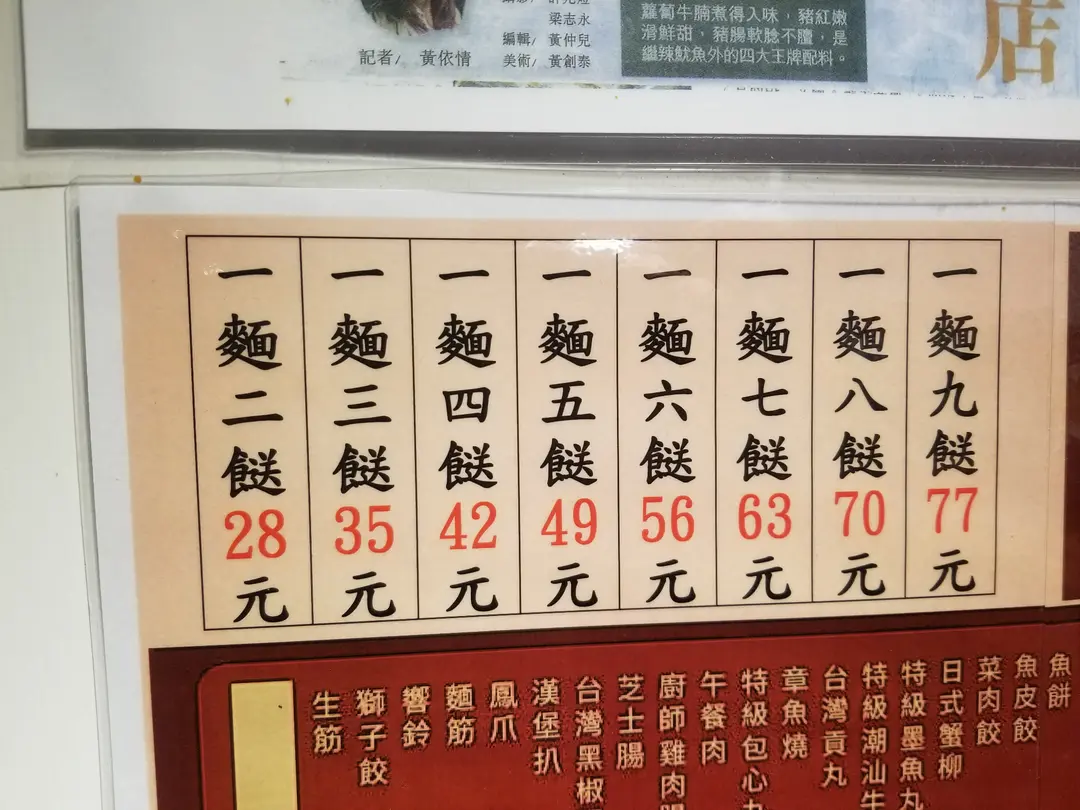 梁志永
編輯/ 黃仲兒
記者/ 黃依情
美術/ 黃創泰
蘿蔔牛腩煮得入味，豬紅嫩
滑鮮甜，豬腸軟腍不膻，是
繼辣魷魚外的四大王牌配料。
店
一麵二餸28元
一麵三餸35元
一麵四餸42元
一麵五餸49元
一麵六餸56元
一麵七餸63元
一麵八餸70元
一麵九餸77元
魚餅
魚皮餃
菜肉餃
日式蟹柳
特級墨魚丸
特級潮汕牛
台灣貢丸
章魚燒
特級包心丸
午餐肉
廚師雞肉腸
芝士腸
台灣黑椒
漢堡扒
鳳爪
麵筋
響鈴
獅子餃
生筋